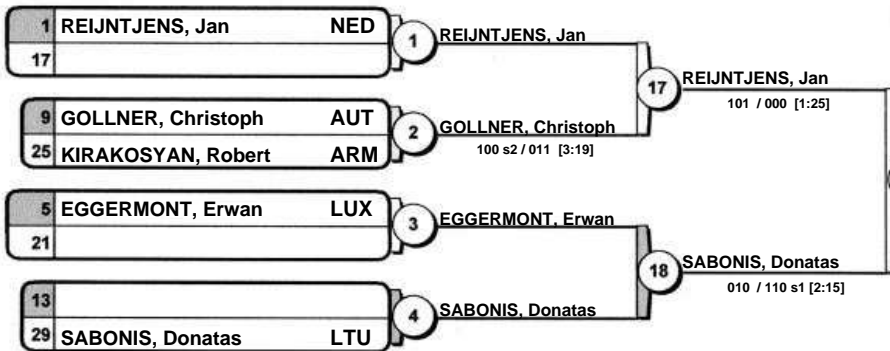 1 REIJNTJENS, Jan NED
17
1
REIJNTJENS, Jan
9 GOLLNER, Christoph AUT
25 KIRAKOSYAN, Robert ARM
2
GOLLNER, Christoph
100 s2 / 011 [3:19]
17
REIJNTJENS, Jan
101 / 000 [1:25]
5 EGGERMONT, Erwan LUX
21
3
EGGERMONT, Erwan
13
29 SABONIS, Donatas LTU
4
SABONIS, Donatas
18
SABONIS, Donatas
010 / 110 s1 [2:15]